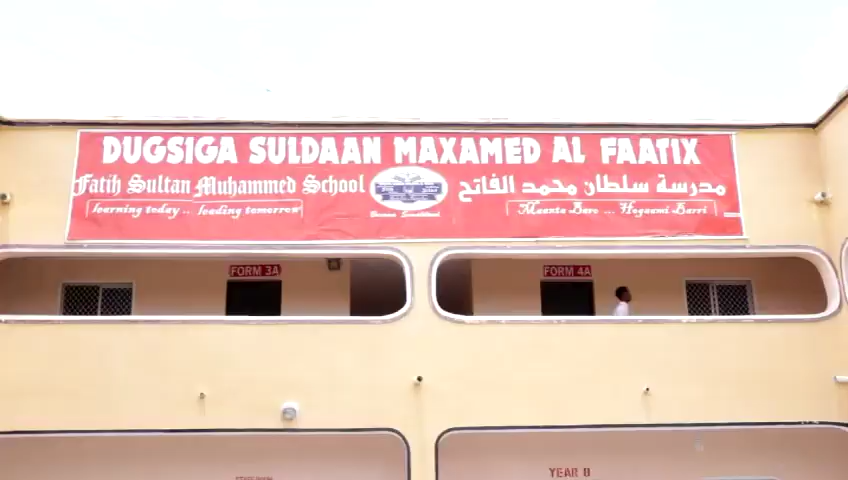 DUGSIGA SULDAAN MAXAMED AL FAATIX
Fatih Sultan Muhammed School
مدرسة سلطان محمد الفاتح
learning today... leading tomorrow
Maanta Baro ... Hogaami Barri
FORM 3A
FORM 4A
YEAR 8